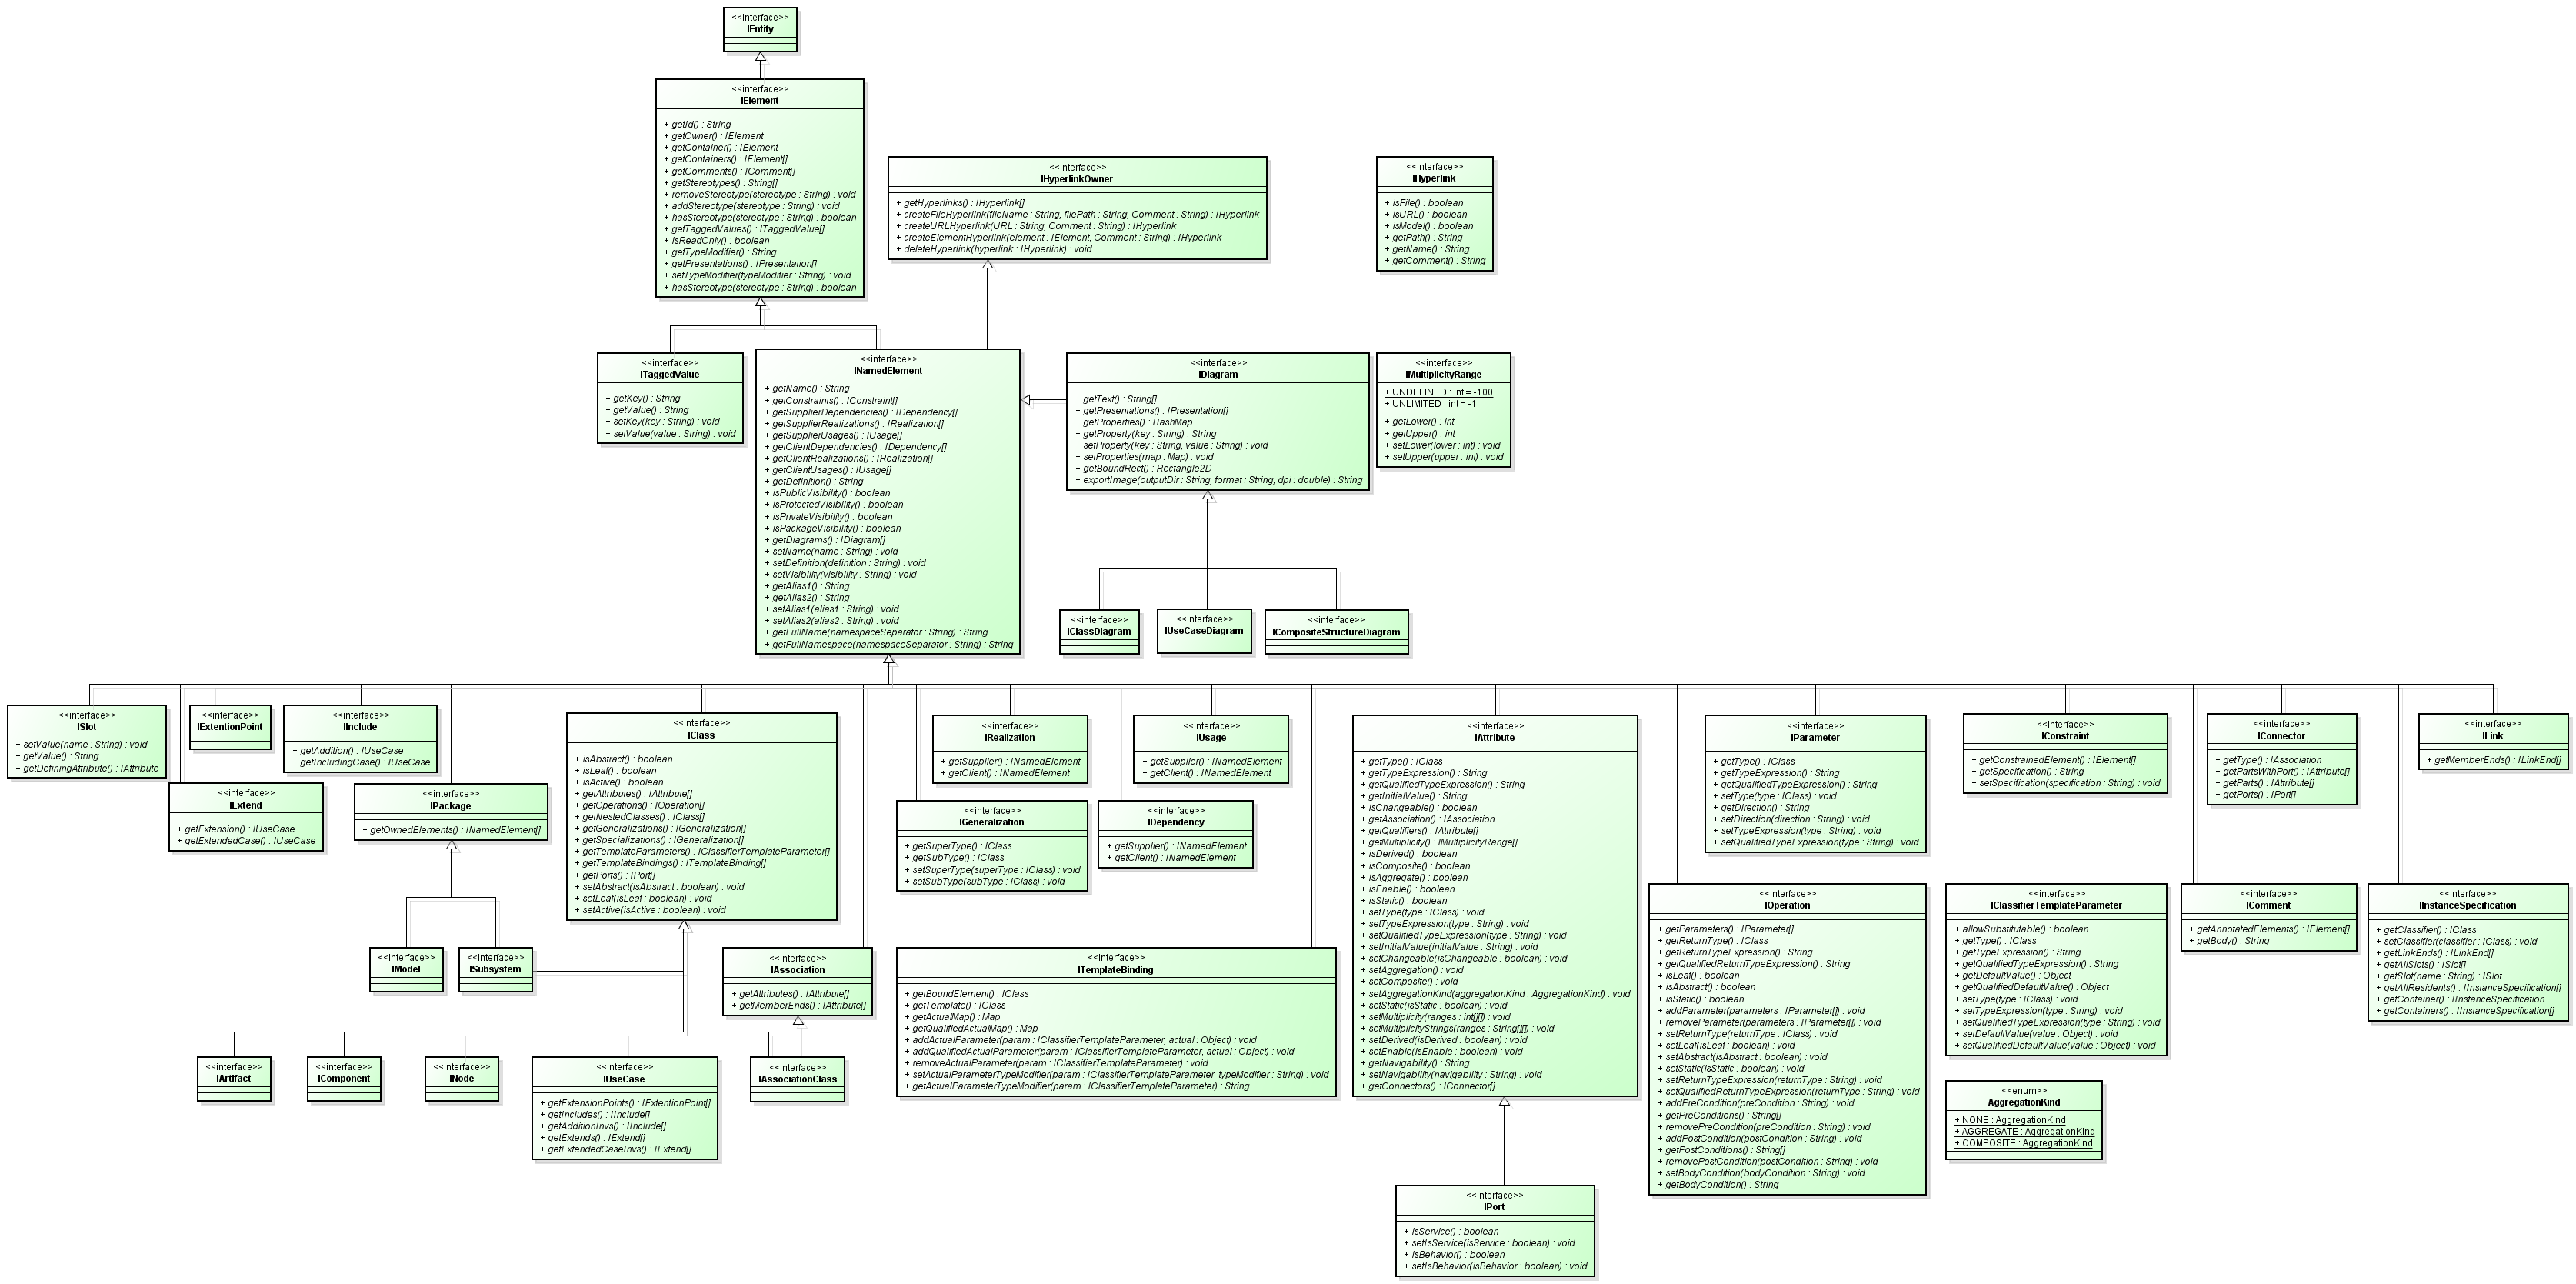 <<interface>>
IEntity
<<interface>>
IElement
+ getId() : String
+ getOwner() : IElement
+ getContainer() : IElement
+ getContainers() : IElement[]
+ getComments() : IComment[]
+ getStereotypes() : String[]
+ removeStereotype(stereotype : String) : void
+ addStereotype(stereotype : String) : void
+ hasStereotype(stereotype : String) : boolean
+ getTaggedValues() : ITaggedValue[]
+ isReadOnly() : boolean
+ getTypeModifier() : String
+ getPresentations() : IPresentation[]
+ setTypeModifier(typeModifier : String) : void
+ hasStereotype(stereotype : String) : boolean
<<interface>>
IHyperlinkOwner
+ getHyperlinks() : IHyperlink[]
+ createFileHyperlink(fileName : String, filePath : String, Comment : String) : IHyperlink
+ createURLHyperlink(URL : String, Comment : String) : IHyperlink
+ createElementHyperlink(element : IElement, Comment : String) : IHyperlink
+ deleteHyperlink(hyperlink : IHyperlink) : void
<<interface>>
IHyperlink
+ isFile() : boolean
+ isURL() : boolean
+ isModel() : boolean
+ getPath() : String
+ getName() : String
+ getComment() : String
<<interface>>
ITaggedValue
+ getKey() : String
+ getValue() : String
+ setKey(key : String) : void
+ setValue(value : String) : void
<<interface>>
INamedElement
+ getName() : String
+ getConstraints() : IConstraint[]
+ getSupplierDependencies() : IDependency[]
+ getSupplierRealizations() : IRealization[]
+ getSupplierUsages() : IUsage[]
+ getClientDependencies() : IDependency[]
+ getClientRealizations() : IRealization[]
+ getClientUsages() : IUsage[]
+ getDefinition() : String
+ isPublicVisibility() : boolean
+ isProtectedVisibility() : boolean
+ isPrivateVisibility() : boolean
+ isPackageVisibility() : boolean
+ getDiagrams() : IDiagram[]
+ setName(name : String) : void
+ setDefinition(definition : String) : void
+ setVisibility(visibility : String) : void
+ getAlias1() : String
+ getAlias2() : String
+ setAlias1(alias1 : String) : void
+ setAlias2(alias2 : String) : void
+ getFullName(namespaceSeparator : String) : String
+ getFullNamespace(namespaceSeparator : String) : String
<<interface>>
IDiagram
+ getText() : String[]
+ getPresentations() : IPresentation[]
+ getProperties() : HashMap
+ getProperty(key : String) : String
+ setProperty(key : String, value : String) : void
+ setProperties(map : Map) : void
+ getBoundRect() : Rectangle2D
+ exportImage(outputDir : String, format : String, dpi : double) : String
<<interface>>
IMultiplicityRange
+ UNDEFINED : int = -100
+ UNLIMITED : int = -1
+ getLower() : int
+ getUpper() : int
+ setLower(lower : int) : void
+ setUpper(upper : int) : void
<<interface>>
IClassDiagram
<<interface>>
IUseCaseDiagram
<<interface>>
ICompositeStructureDiagram
<<interface>>
ISlot
+ setValue(name : String) : void
+ getValue() : String
+ getDefiningAttribute() : IAttribute
<<interface>>
IExtentionPoint
<<interface>>
IInclude
+ getAddition() : IUseCase
+ getIncludingCase() : IUseCase
<<interface>>
IExtend
+ getExtension() : IUseCase
+ getExtendedCase() : IUseCase
<<interface>>
IPackage
+ getOwnedElements() : INamedElement[]
<<interface>>
IClass
+ isAbstract() : boolean
+ isLeaf() : boolean
+ isActive() : boolean
+ getAttributes() : IAttribute[]
+ getOperations() : IOperation[]
+ getNestedClasses() : IClass[]
+ getGeneralizations() : IGeneralization[]
+ getSpecializations() : IGeneralization[]
+ getTemplateParameters() : IClassifierTemplateParameter[]
+ getTemplateBindings() : ITemplateBinding[]
+ getPorts() : IPort[]
+ setAbstract(isAbstract : boolean) : void
+ setLeaf(isLeaf : boolean) : void
+ setActive(isActive : boolean) : void
<<interface>>
IRealization
+ getSupplier() : INamedElement
+ getClient() : INamedElement
<<interface>>
IUsage
+ getSupplier() : INamedElement
+ getClient() : INamedElement
<<interface>>
IGeneralization
+ getSuperType() : IClass
+ getSubType() : IClass
+ setSuperType(superType : IClass) : void
+ setSubType(subType : IClass) : void
<<interface>>
IDependency
+ getSupplier() : INamedElement
+ getClient() : INamedElement
<<interface>>
IAttribute
+ getType() : IClass
+ getTypeExpression() : String
+ getQualifiedTypeExpression() : String
+ getInitialValue() : String
+ isChangeable() : boolean
+ getAssociation() : IAssociation
+ getQualifiers() : IAttribute[]
+ getMultiplicity() : IMultiplicityRange[]
+ isDerived() : boolean
+ isComposite() : boolean
+ isAggregate() : boolean
+ isEnable() : boolean
+ isStatic() : boolean
+ setType(type : IClass) : void
+ setTypeExpression(type : String) : void
+ setQualifiedTypeExpression(type : String) : void
+ setInitialValue(initialValue : String) : void
+ setChangeable(isChangeable : boolean) : void
+ setAggregation() : void
+ setComposite() : void
+ setAggregationKind(aggregationKind : AggregationKind) : void
+ setStatic(isStatic : boolean) : void
+ setMultiplicity(ranges : int[][]) : void
+ setMultiplicityStrings(ranges : String[][]) : void
+ setDerived(isDerived : boolean) : void
+ setEnable(isEnable : boolean) : void
+ getNavigability() : String
+ setNavigability(navigability : String) : void
+ getConnectors() : IConnector[]
<<interface>>
IParameter
+ getType() : IClass
+ getTypeExpression() : String
+ getQualifiedTypeExpression() : String
+ setType(type : IClass) : void
+ getDirection() : String
+ setDirection(direction : String) : void
+ setTypeExpression(type : String) : void
+ setQualifiedTypeExpression(type : String) : void
<<interface>>
IConstraint
+ getConstrainedElement() : IElement[]
+ getSpecification() : String
+ setSpecification(specification : String) : void
<<interface>>
IConnector
+ getType() : IAssociation
+ getPartsWithPort() : IAttribute[]
+ getParts() : IAttribute[]
+ getPorts() : IPort[]
<<interface>>
ILink
+ getMemberEnds() : ILinkEnd[]
<<interface>>
IOperation
+ getParameters() : IParameter[]
+ getReturnType() : IClass
+ getReturnTypeExpression() : String
+ getQualifiedReturnTypeExpression() : String
+ isLeaf() : boolean
+ isAbstract() : boolean
+ isStatic() : boolean
+ addParameter(parameters : IParameter[]) : void
+ removeParameter(parameters : IParameter[]) : void
+ setReturnType(returnType : IClass) : void
+ setLeaf(isLeaf : boolean) : void
+ setAbstract(isAbstract : boolean) : void
+ setStatic(isStatic : boolean) : void
+ setReturnTypeExpression(returnType : String) : void
+ setQualifiedReturnTypeExpression(returnType : String) : void
+ addPreCondition(preCondition : String) : void
+ getPreConditions() : String[]
+ removePreCondition(preCondition : String) : void
+ addPostCondition(postCondition : String) : void
+ getPostConditions() : String[]
+ removePostCondition(postCondition : String) : void
+ setBodyCondition(bodyCondition : String) : void
+ getBodyCondition() : String
<<interface>>
IClassifierTemplateParameter
+ allowSubstitutable() : boolean
+ getType() : IClass
+ getTypeExpression() : String
+ getQualifiedTypeExpression() : String
+ getDefaultValue() : Object
+ getQualifiedDefaultValue() : Object
+ setType(type : IClass) : void
+ setTypeExpression(type : String) : void
+ setQualifiedTypeExpression(type : String) : void
+ setDefaultValue(value : Object) : void
+ setQualifiedDefaultValue(value : Object) : void
<<interface>>
IComment
+ getAnnotatedElements() : IElement[]
+ getBody() : String
<<interface>>
IInstanceSpecification
+ getClassifier() : IClass
+ setClassifier(classifier : IClass) : void
+ getLinkEnds() : ILinkEnd[]
+ getAllSlots() : ISlot[]
+ getSlot(name : String) : ISlot
+ getAllResidents() : IInstanceSpecification[]
+ getContainer() : IInstanceSpecification
+ getContainers() : IInstanceSpecification[]
<<interface>>
IModel
<<interface>>
ISubsystem
<<interface>>
IAssociation
+ getAttributes() : IAttribute[]
+ getMemberEnds() : IAttribute[]
<<interface>>
ITemplateBinding
+ getBoundElement() : IClass
+ getTemplate() : IClass
+ getActualMap() : Map
+ getQualifiedActualMap() : Map
+ addActualParameter(param : IClassifierTemplateParameter, actual : Object) : void
+ addQualifiedActualParameter(param : IClassifierTemplateParameter, actual : Object) : void
+ removeActualParameter(param : IClassifierTemplateParameter) : void
+ setActualParameterTypeModifier(param : IClassifierTemplateParameter, typeModifier : String) : void
+ getActualParameterTypeModifier(param : IClassifierTemplateParameter) : String
<<interface>>
IArtifact
<<interface>>
IComponent
<<interface>>
INode
<<interface>>
IUseCase
+ getExtensionPoints() : IExtentionPoint[]
+ getIncludes() : IInclude[]
+ getAdditionInvs() : IInclude[]
+ getExtends() : IExtend[]
+ getExtendedCaseInvs() : IExtend[]
<<interface>>
IAssociationClass
<<enum>>
AggregationKind
+ NONE : AggregationKind
+ AGGREGATE : AggregationKind
+ COMPOSITE : AggregationKind
<<interface>>
IPort
+ isService() : boolean
+ setIsService(isService : boolean) : void
+ isBehavior() : boolean
+ setIsBehavior(isBehavior : boolean) : void